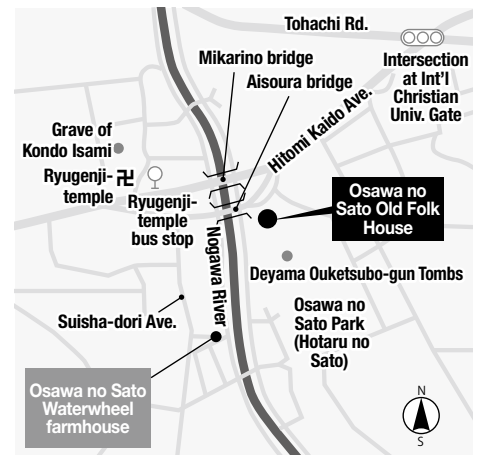 Tohachi Rd.
Mikarino bridge
Aisoura bridge
Intersection
at Int'l
Christian
Univ. Gate
Hitomi Kaido Ave.
Grave of
Kondo Isami
Ryugenji-
temple
卍
Ryugenji-
temple
bus stop
Osawa no
Sato Old Folk
House
Nogawa River
Deyama Ouketsubo-gun Tombs
Suisha-dori Ave.
Osawa no
Sato Park
(Hotaru no
Sato)
Osawa no Sato
Waterwheel
farmhouse
N
S